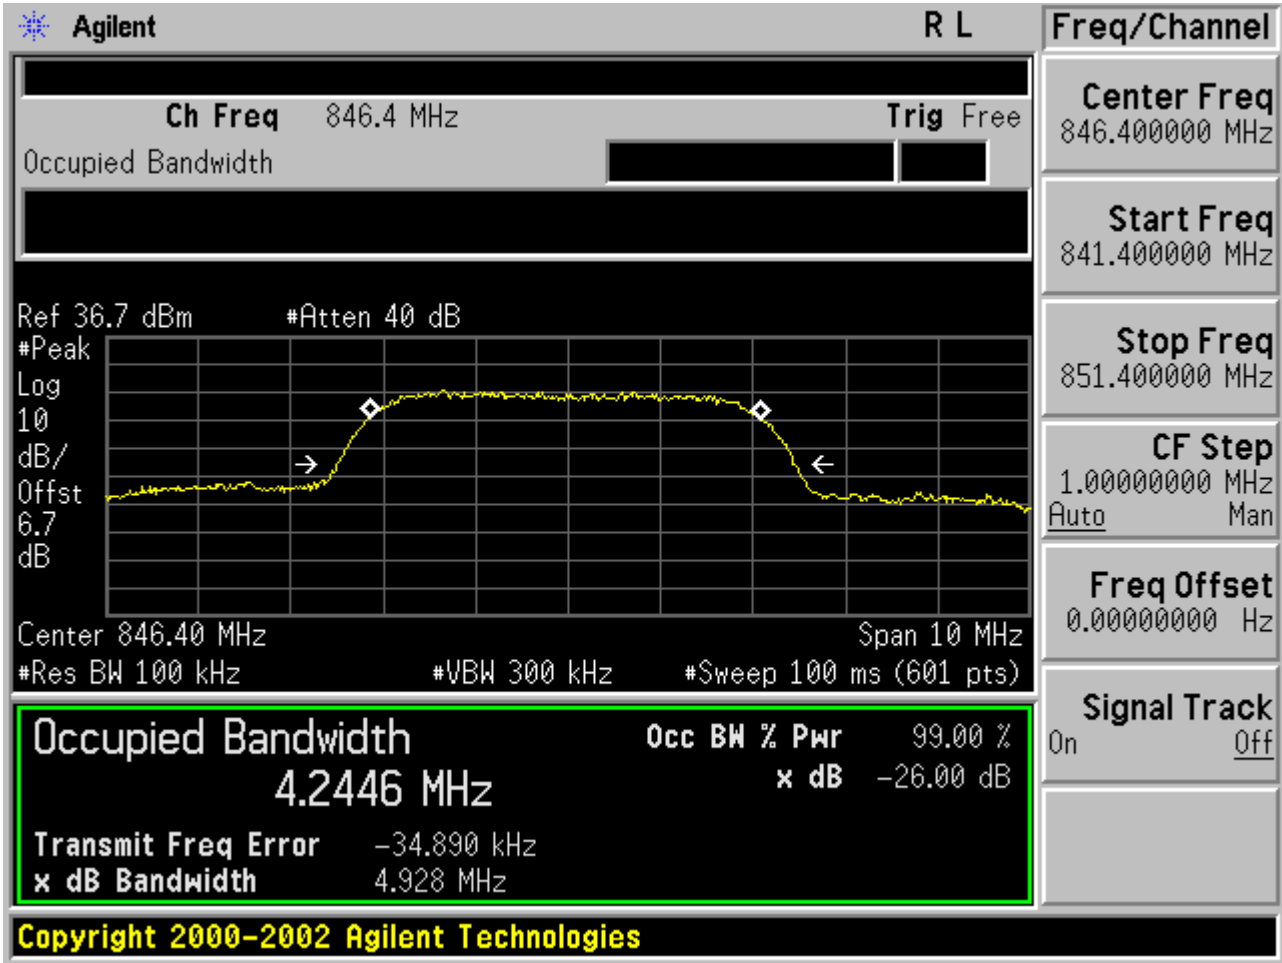 Agilent R L Freq/Channel
Ch Freq 846.4 MHz Trig Free
Occupied Bandwidth
Center Freq
846.400000 MHz
Start Freq
841.400000 MHz
Stop Freq
851.400000 MHz
CF Step
1.00000000 MHz
Auto Man
Freq Offset
0.00000000 Hz
Signal Track
On Off
Ref 36.7 dBm #Atten 40 dB
#Peak
Log
10
dB/
Offst
6.7
dB
Center 846.40 MHz Span 10 MHz
#Res BW 100 kHz #VBW 300 kHz #Sweep 100 ms (601 pts)
Occupied Bandwidth Occ BW % Pwr 99.00 %
4.2446 MHz x dB -26.00 dB
Transmit Freq Error -34.890 kHz
x dB Bandwidth 4.928 MHz
Copyright 2000-2002 Agilent Technologies